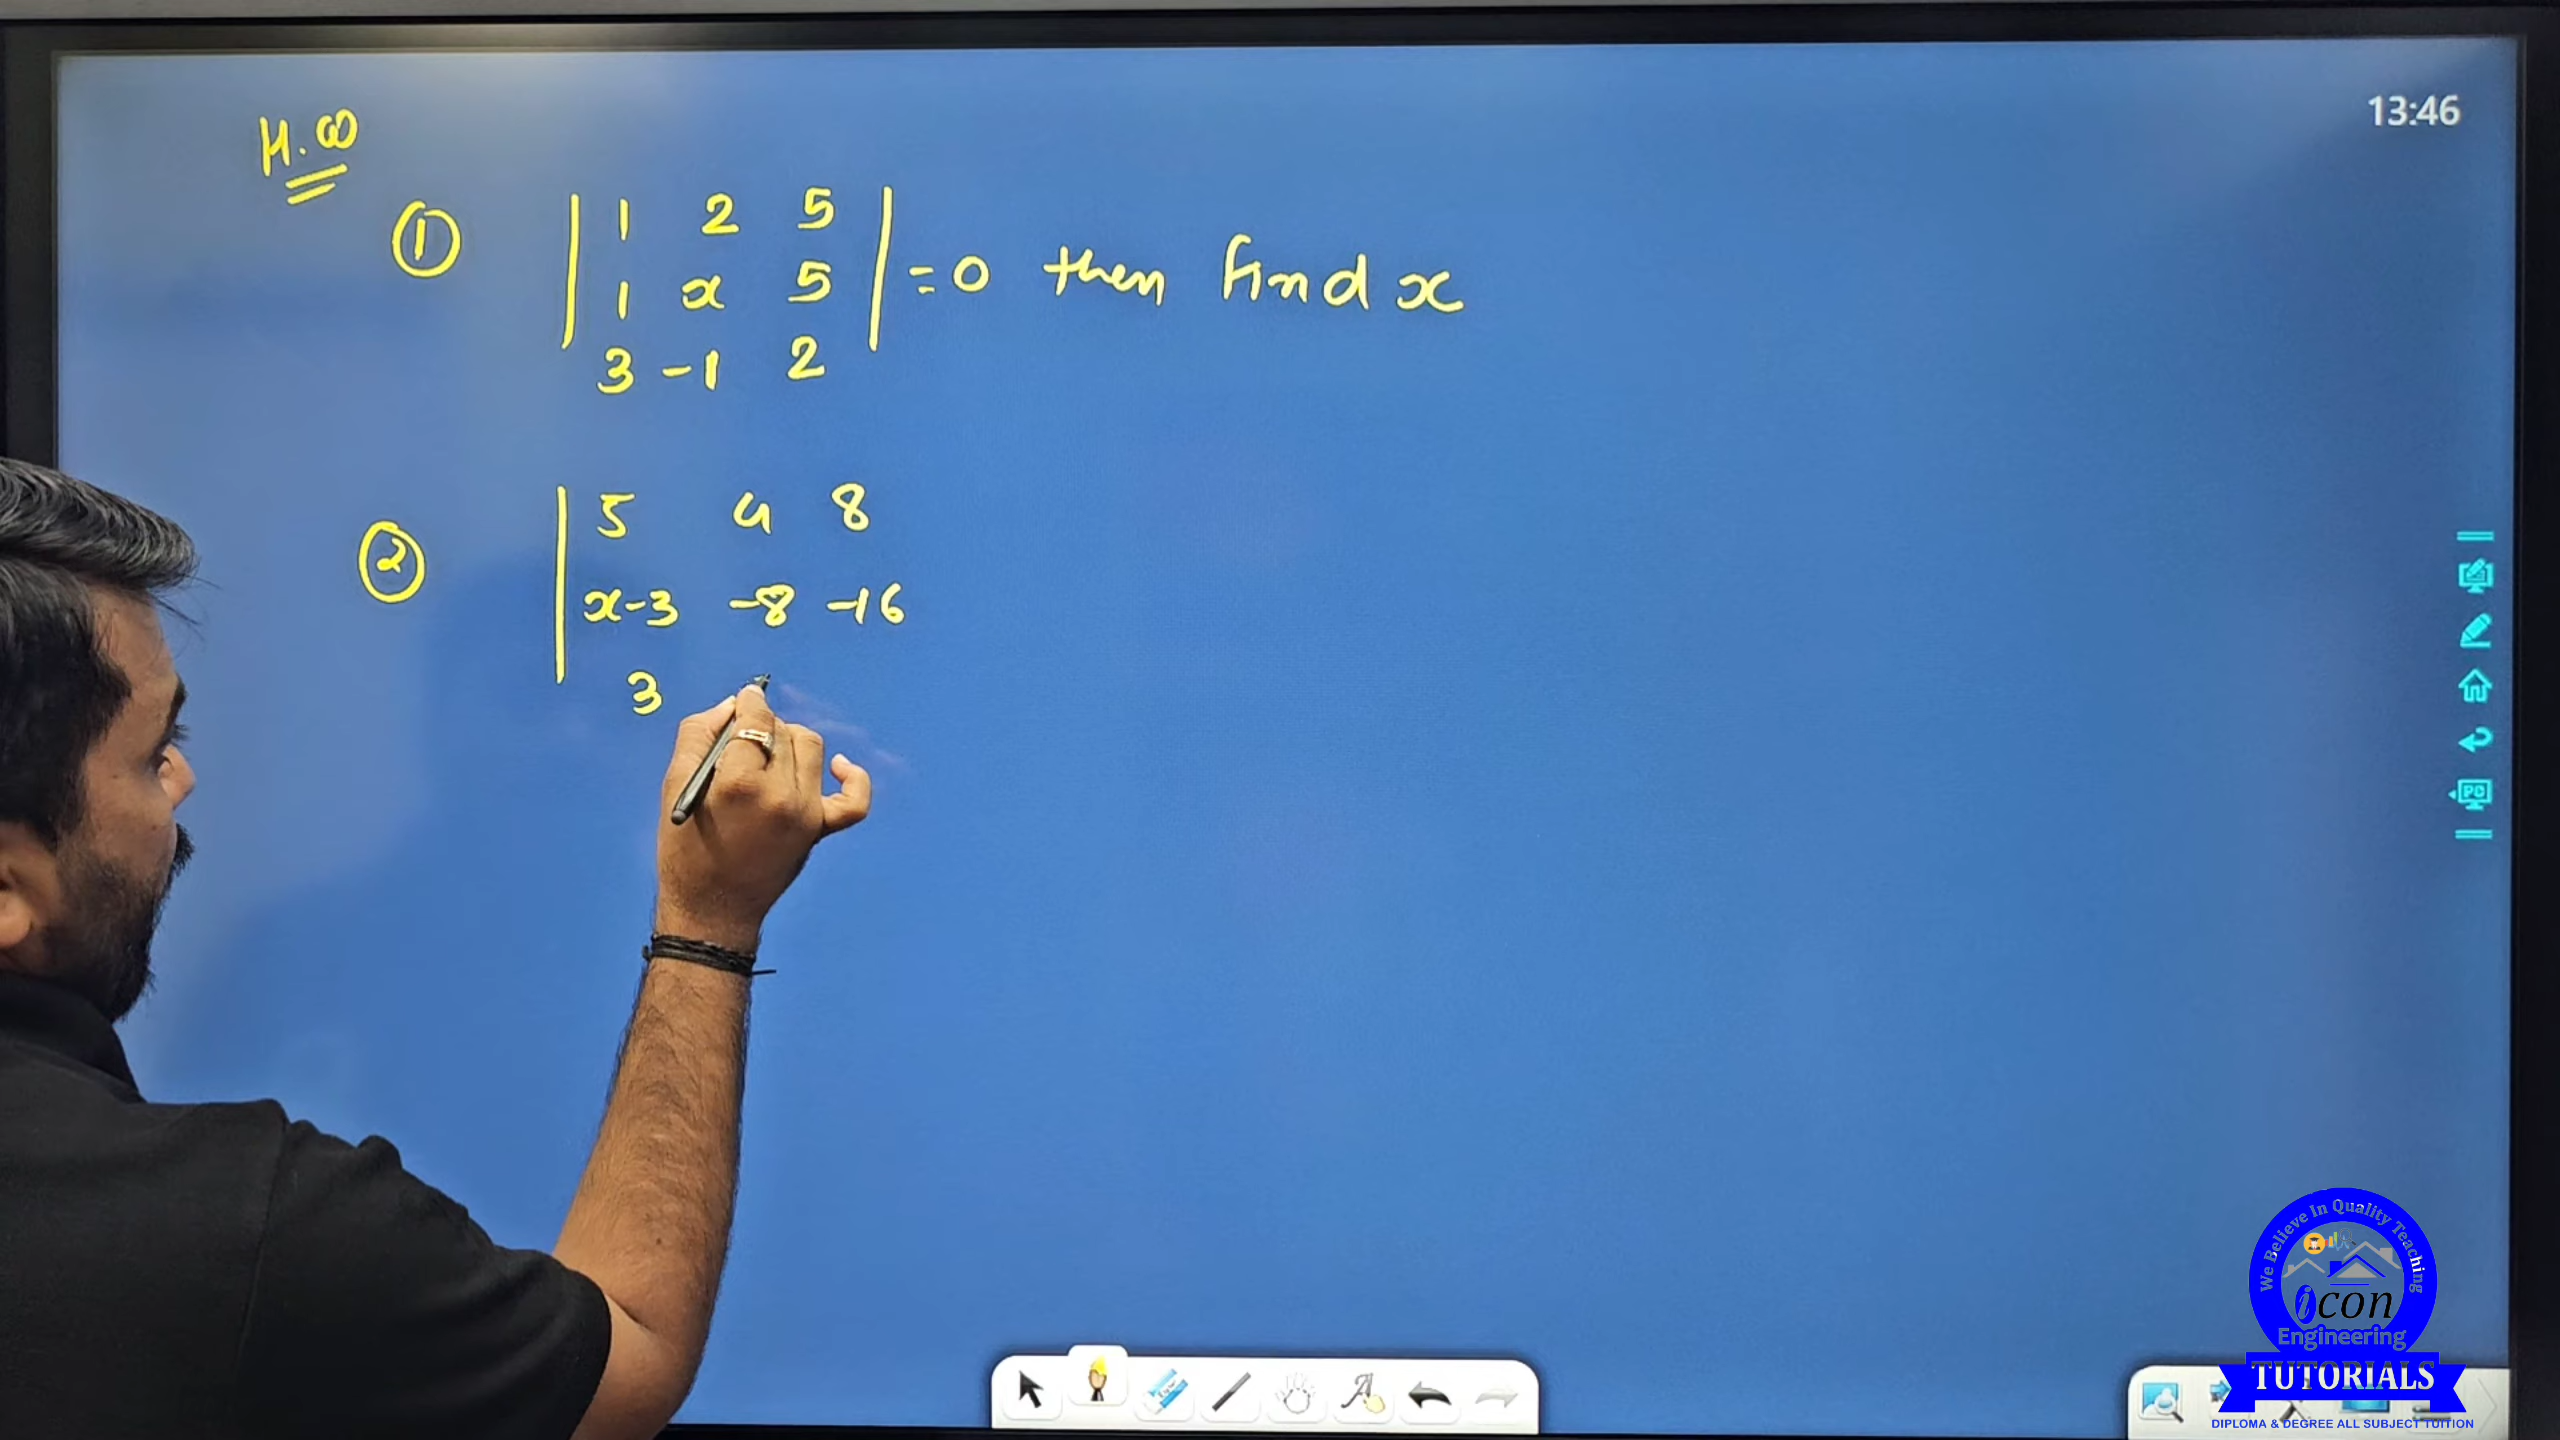 13:46
H.W
① | 1 2 5 |
| 1 x 5 | = 0 then find x
| 3 -1 2 |
② | 5 4 8
x-3 -8 -16
3
We Believe In Quality Teaching
icon
Engineering
TUTORIALS
DIPLOMA & DEGREE ALL SUBJECT TUITION